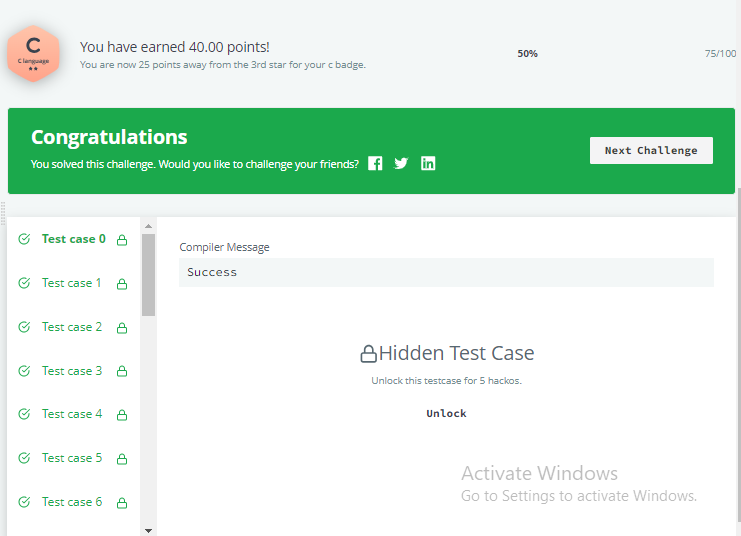 C
C language
★★
You have earned 40.00 points!
You are now 25 points away from the 3rd star for your c badge.
50%
75/100
Congratulations
You solved this challenge. Would you like to challenge your friends?
Next Challenge
Test case 0
Test case 1
Test case 2
Test case 3
Test case 4
Test case 5
Test case 6
Compiler Message
Success
Hidden Test Case
Unlock this testcase for 5 hackos.
Unlock
Activate Windows
Go to Settings to activate Windows.